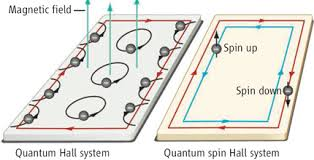 Magnetic field
Spin up
Spin down
Quantum Hall system
Quantum spin Hall system